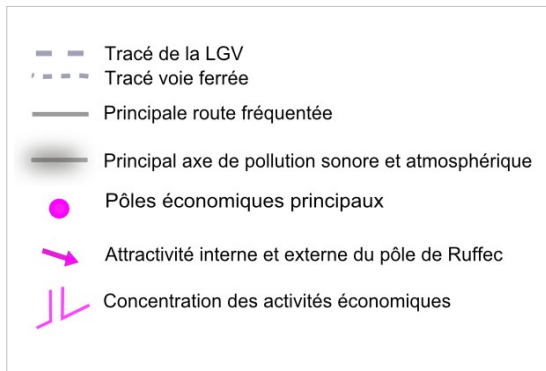 Tracé de la LGV
Tracé voie ferrée
Principale route fréquentée
Principal axe de pollution sonore et atmosphérique
Pôles économiques principaux
Attractivité interne et externe du pôle de Ruffec
Concentration des activités économiques